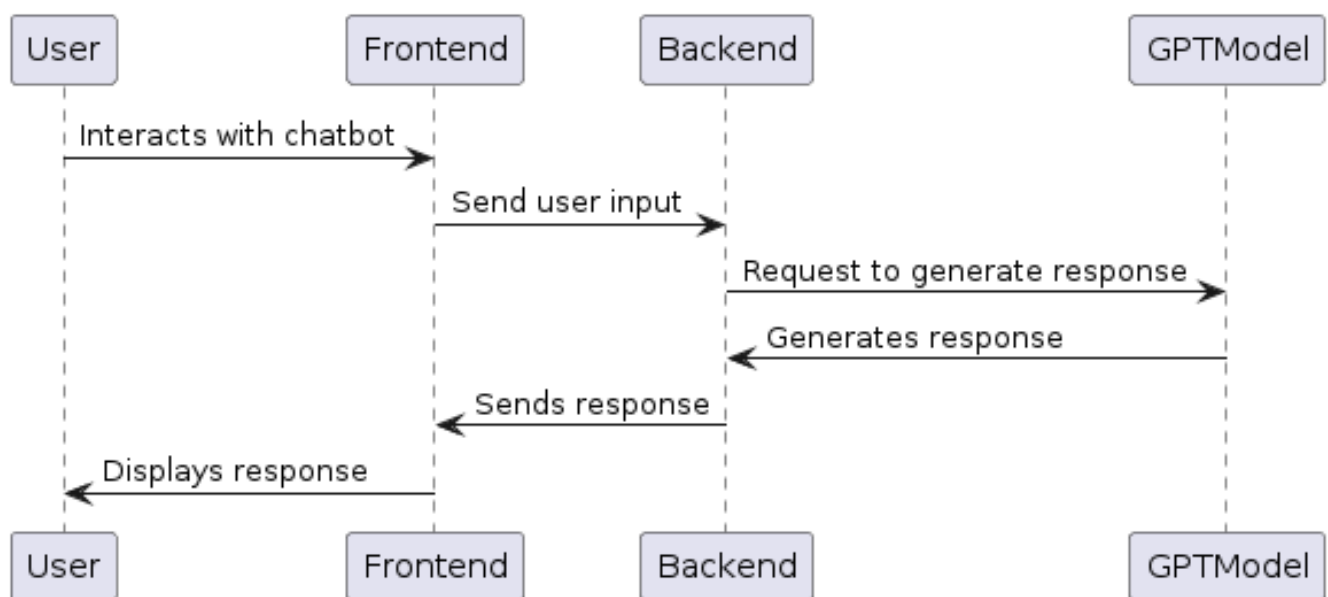 User Frontend Backend GPTModel
Interacts with chatbot
Send user input
Request to generate response
Generates response
Sends response
Displays response
User Frontend Backend GPTModel